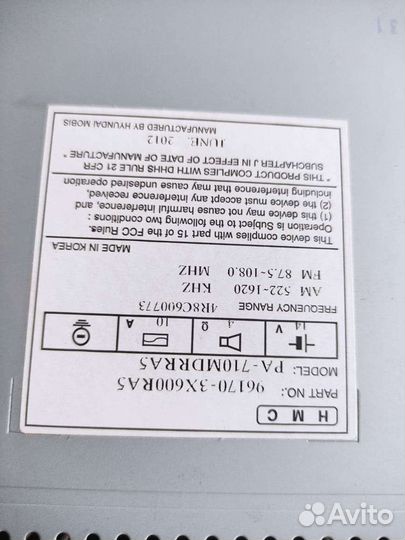 H M C
PART NO.: 96170-3X600RA5
MODEL: PA-710MDRRA5
14 V 4 Ω 10 A
4R8C600773
FREQUENCY RANGE
AM 522~1620 KHZ
FM 87.5~108.0 MHZ
MADE IN KOREA
This device complies with part 15 of the FCC Rules.
Operation is subject to the following two conditions :
(1) this device may not cause harmful interference, and,
(2) the device must accept any interference received,
including interference that may cause undesired operation
* THIS PRODUCT COMPLIES WITH DHHS RULE 21 CFR
SUBCHAPTER J IN EFFECT OF DATE OF MANUFACTURE *
JUNE. 2012
MANUFACTURED BY HYUNDAI MOBIS
Avito